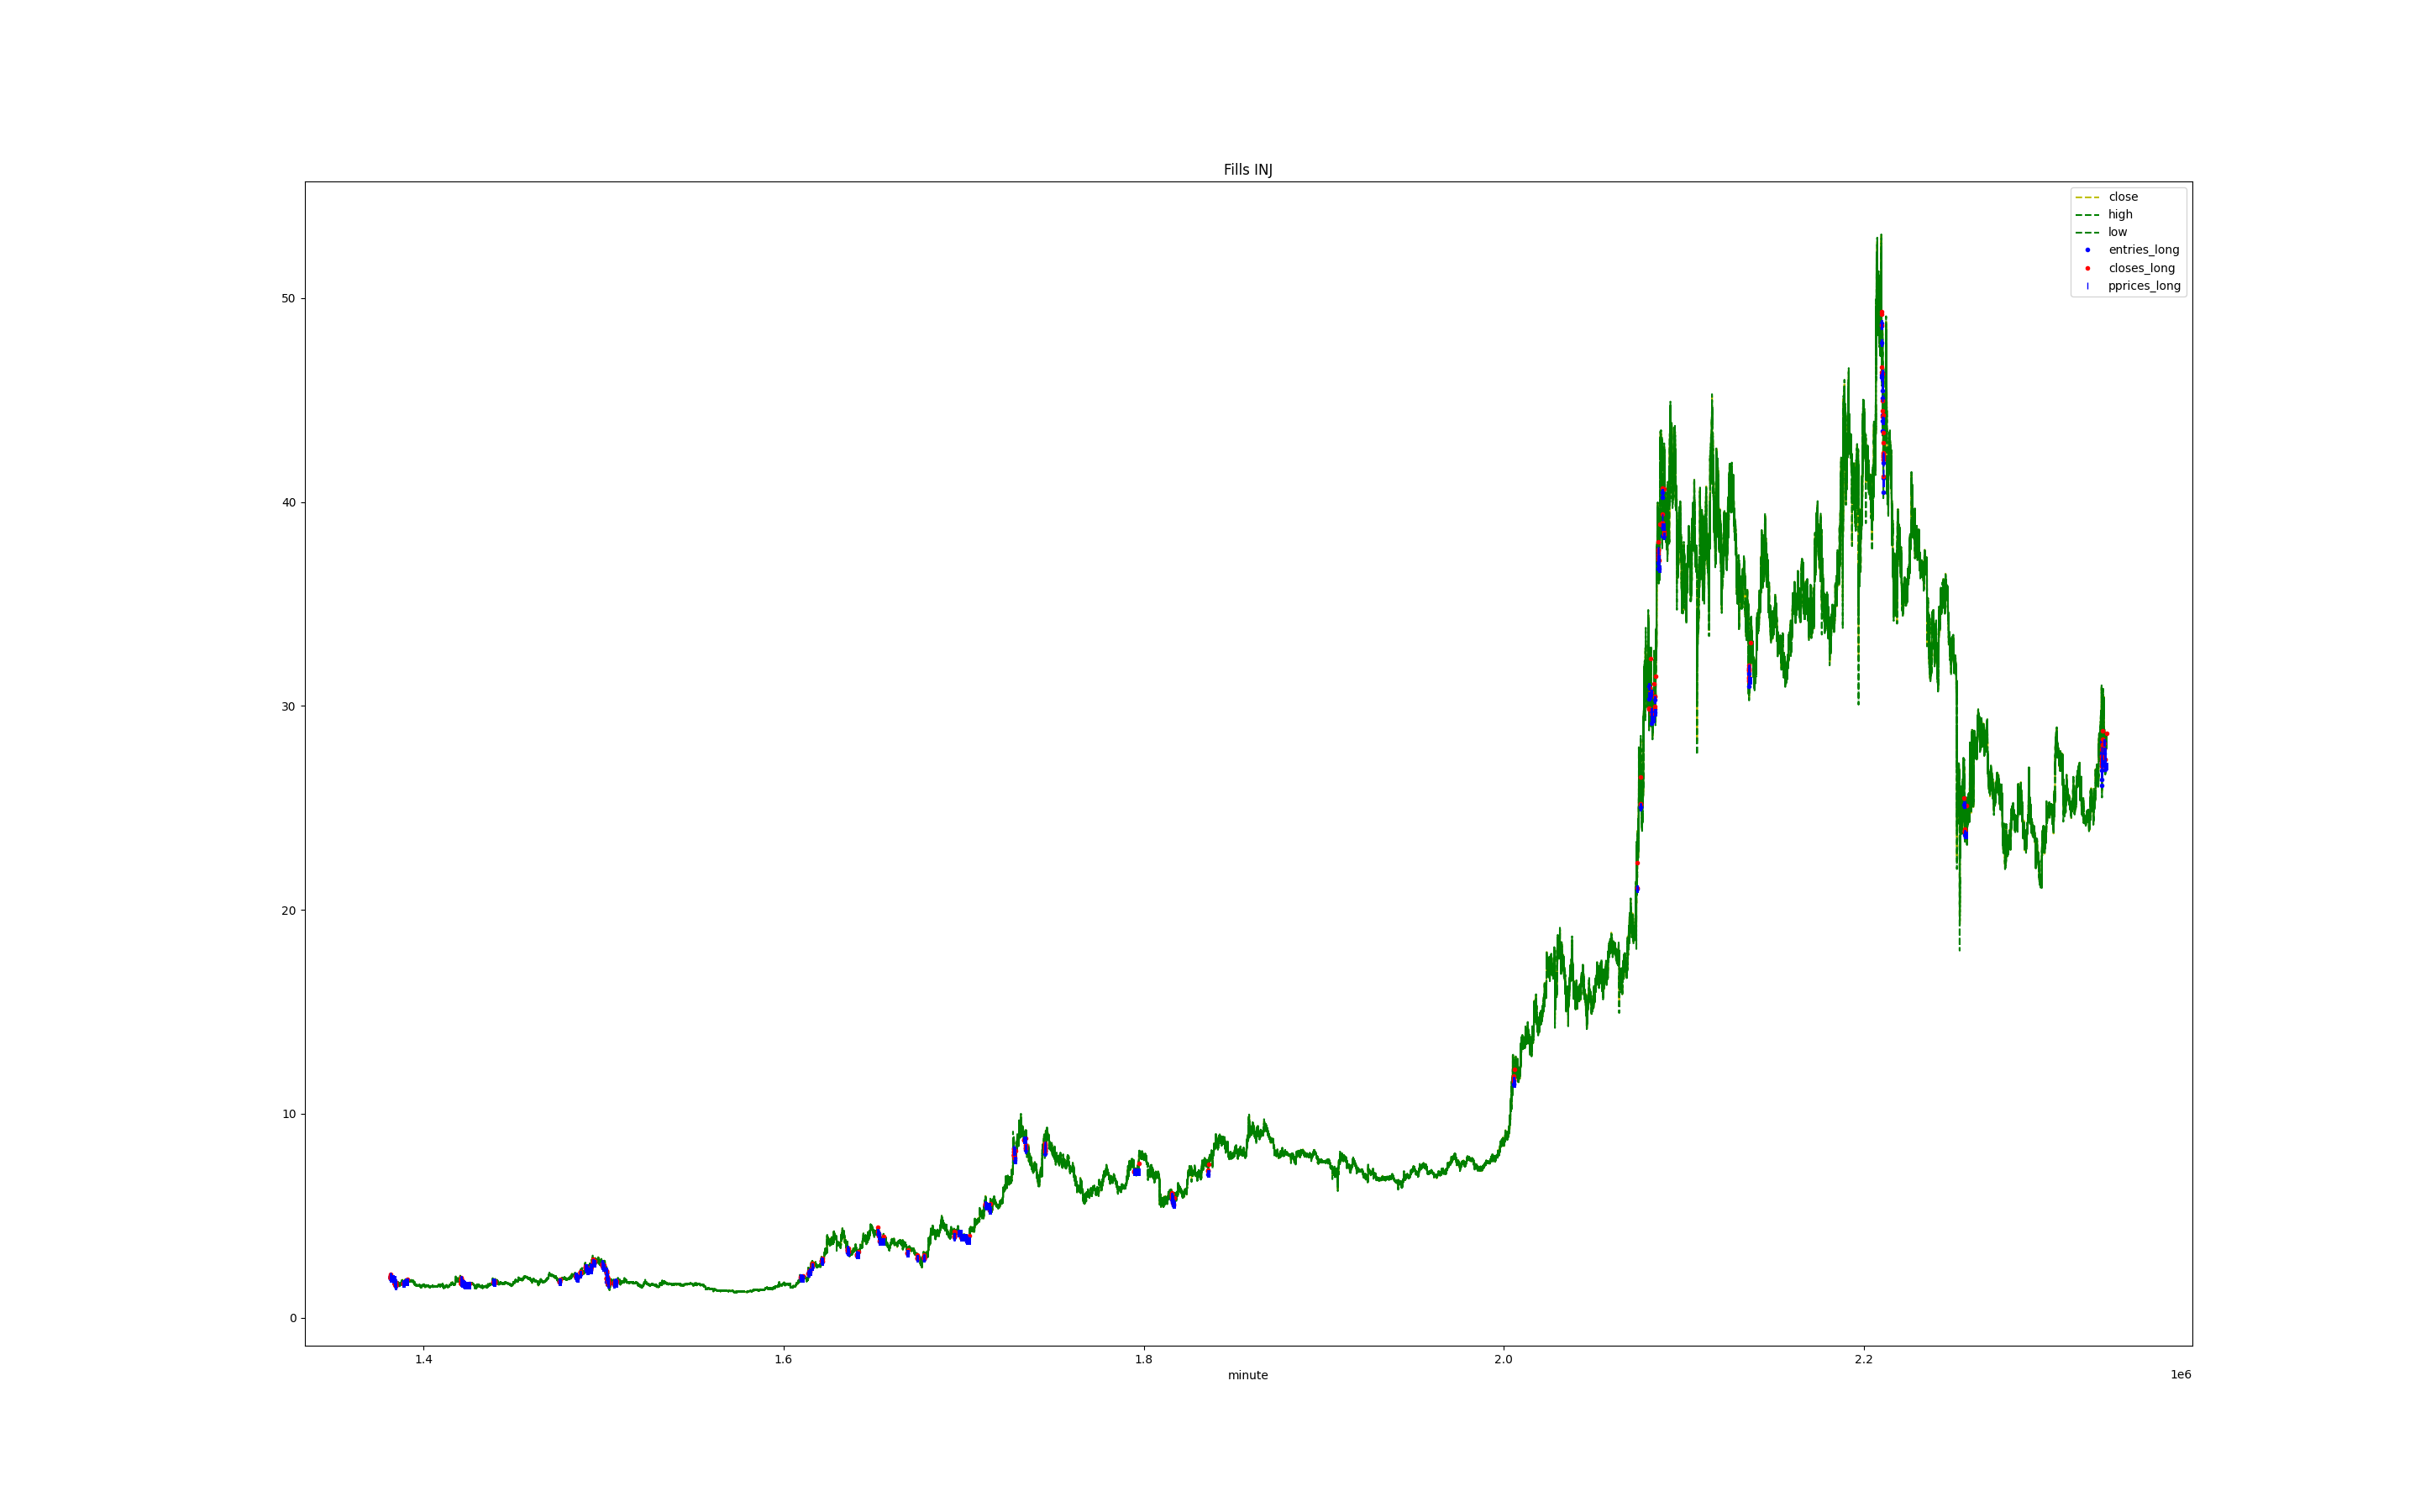 Fills INJ
close
high
low
entries_long
closes_long
pprices_long
50
40
30
20
10
0
1.4 1.6 1.8 2.0 2.2
minute
1e6